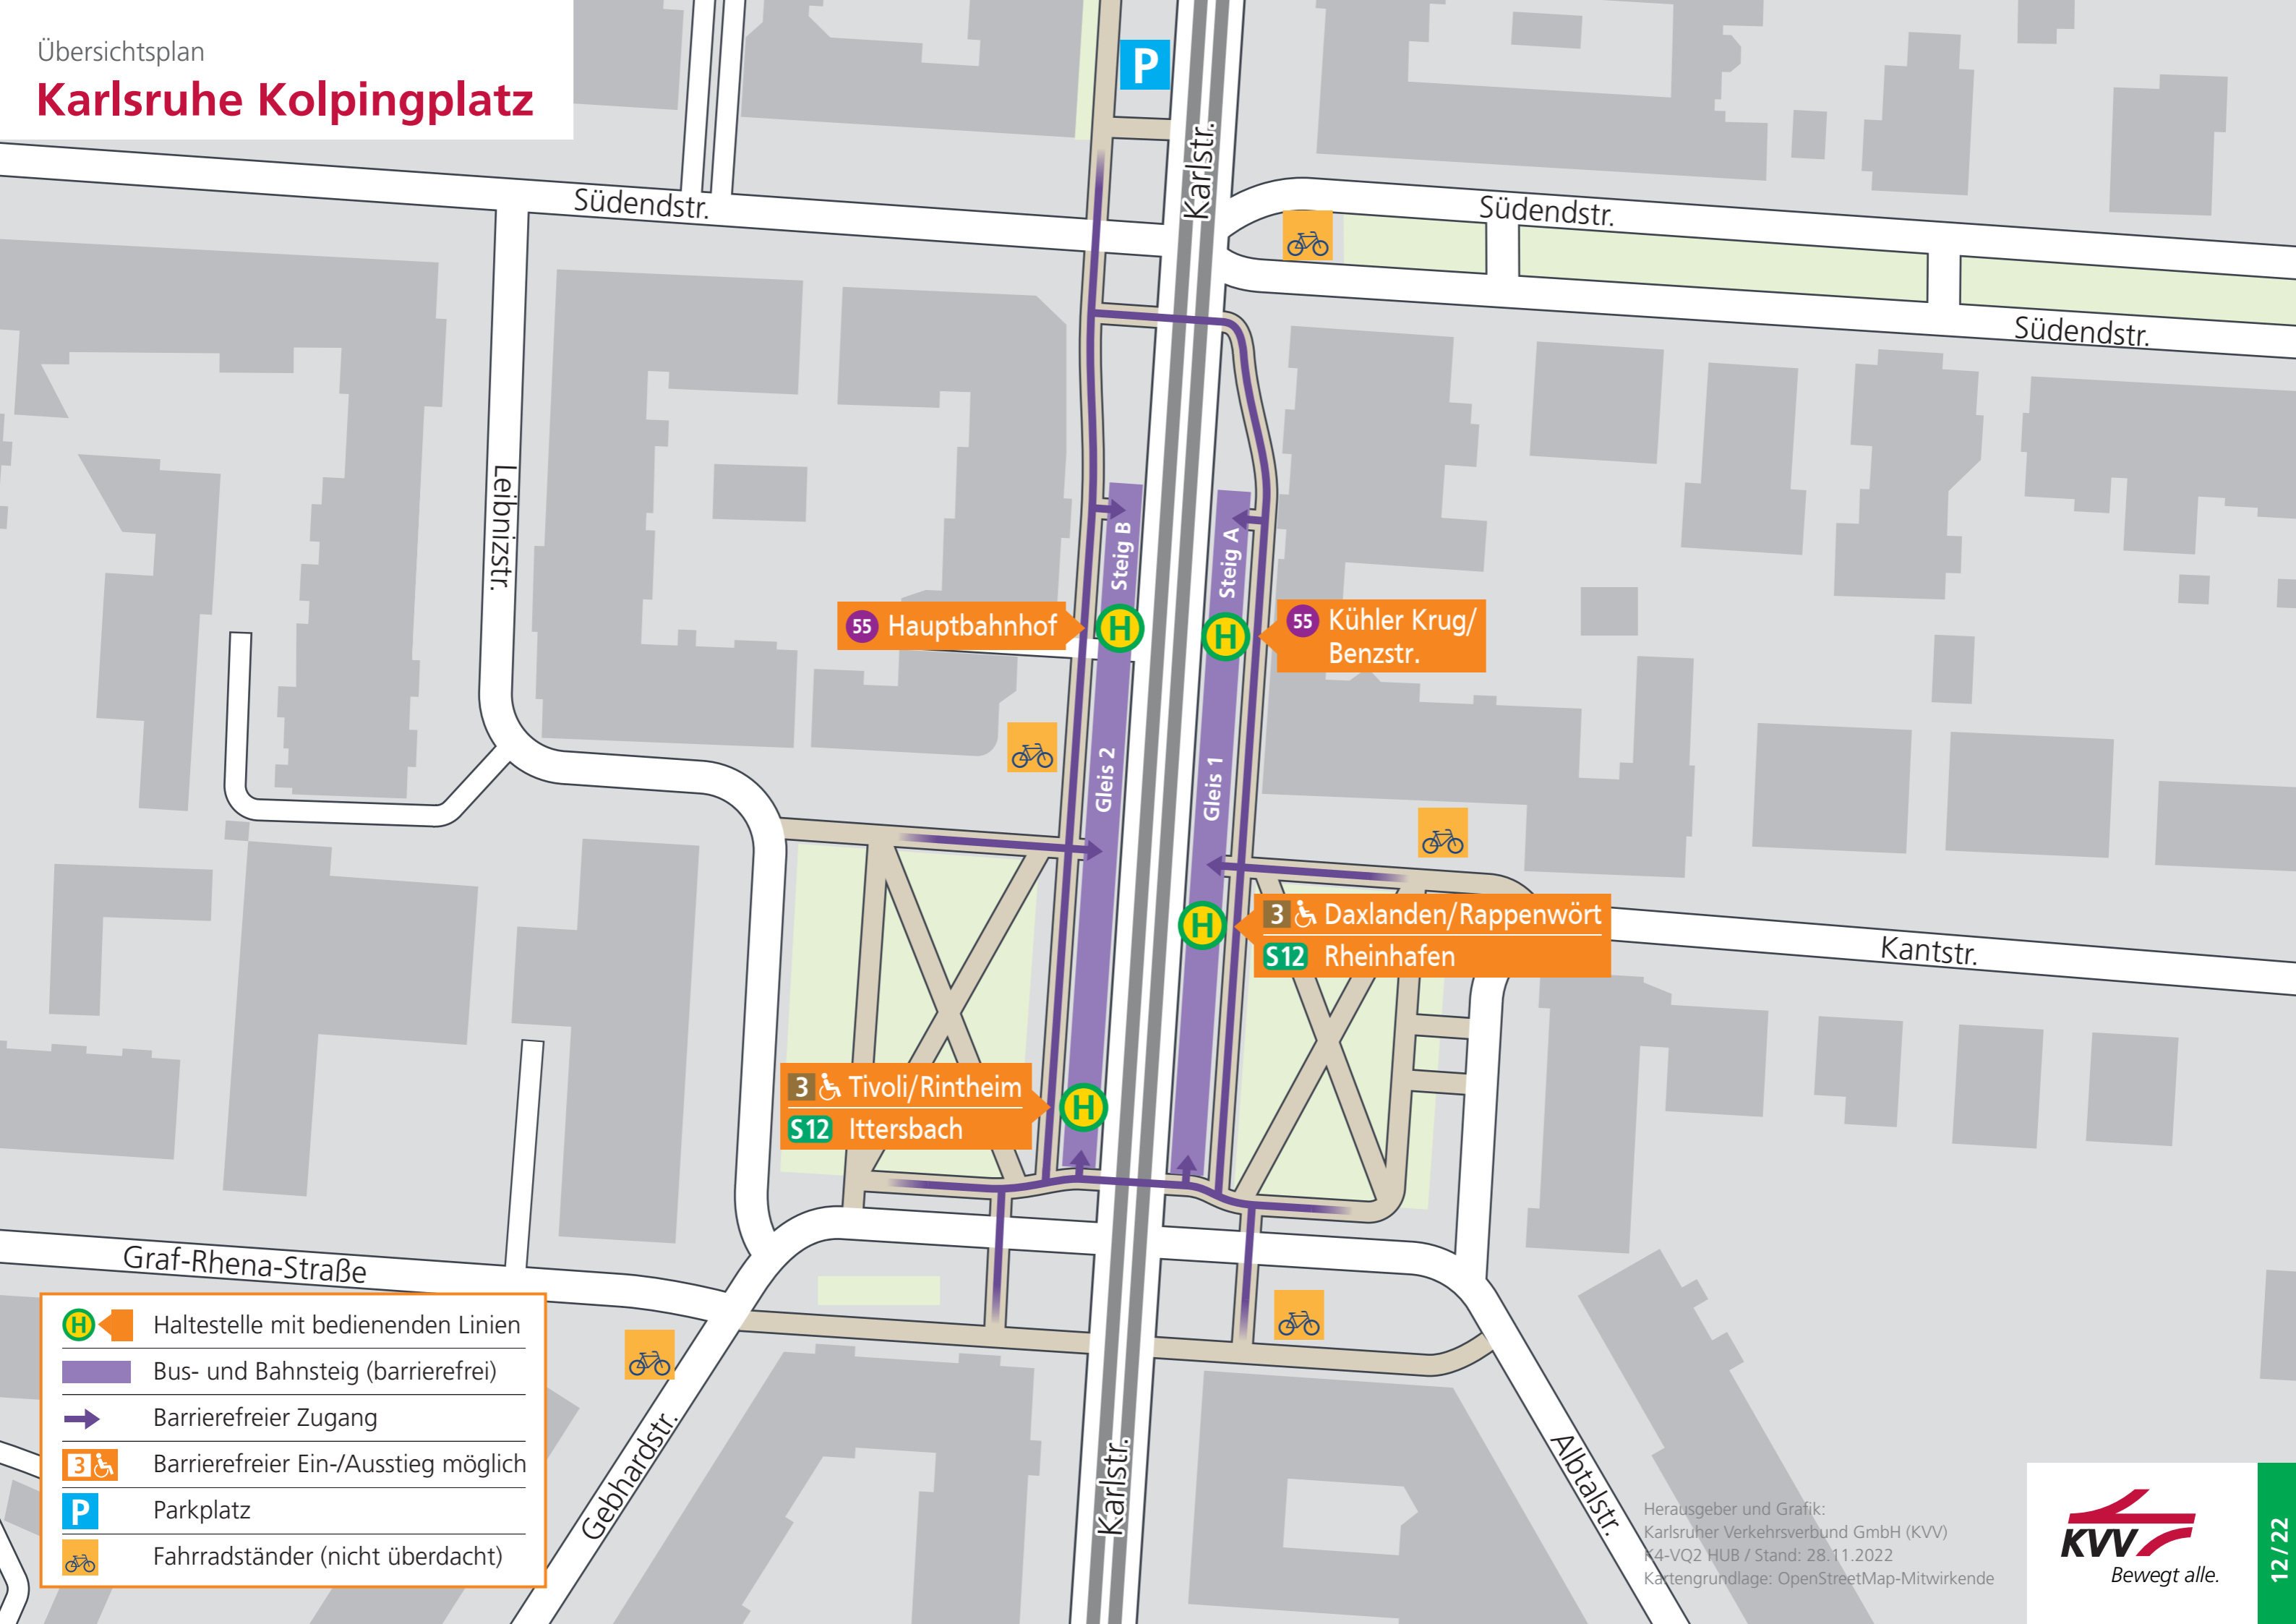 Übersichtsplan
Karlsruhe Kolpingplatz
P
Karlstr.
Südendstr.
Südendstr.
Südendstr.
Leibnizstr.
Steig B
Steig A
55 Hauptbahnhof
H
H
55 Kühler Krug/
Benzstr.
Gleis 2
Gleis 1
H
3 Daxlanden/Rappenwört
S12 Rheinhafen
Kantstr.
3 Tivoli/Rintheim
S12 Ittersbach
H
Graf-Rhena-Straße
H Haltestelle mit bedienenden Linien
Bus- und Bahnsteig (barrierefrei)
Barrierefreier Zugang
3 Barrierefreier Ein-/Ausstieg möglich
P Parkplatz
Fahrradständer (nicht überdacht)
Gebhardstr.
Karlstr.
Albtalstr.
Herausgeber und Grafik:
Karlsruher Verkehrsverbund GmbH (KVV)
K4-VQ2 HUB / Stand: 28.11.2022
Kartengrundlage: OpenStreetMap-Mitwirkende
KVV
Bewegt alle.
12 / 22